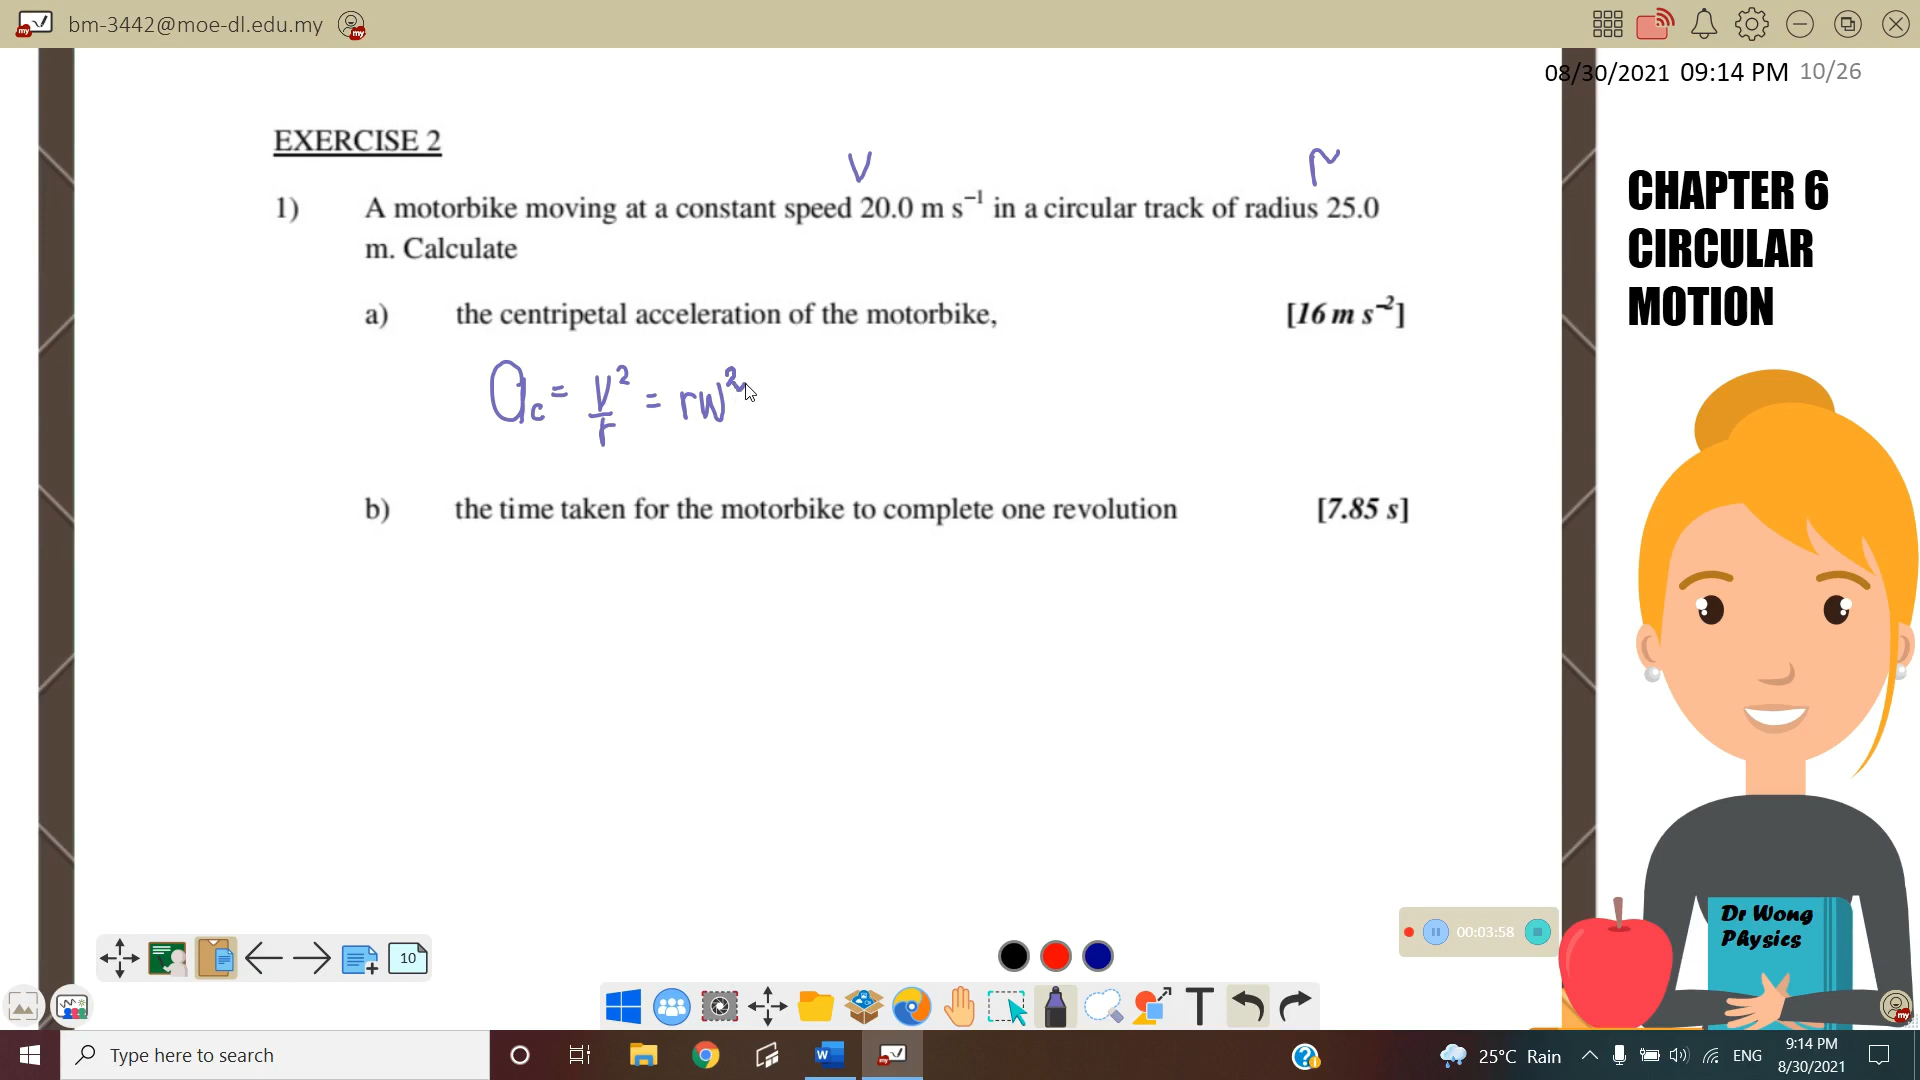 bm-3442@moe-dl.edu.my
08/30/2021 09:14 PM 10/26
EXERCISE 2
v r
1) A motorbike moving at a constant speed 20.0 m s⁻¹ in a circular track of radius 25.0
m. Calculate
a) the centripetal acceleration of the motorbike, [16 m s⁻²]
a_c = v²/r = rw²
b) the time taken for the motorbike to complete one revolution [7.85 s]
CHAPTER 6
CIRCULAR
MOTION
Dr Wong
Physics
00:03:58
10
T
Type here to search
25°C Rain
ENG
9:14 PM
8/30/2021